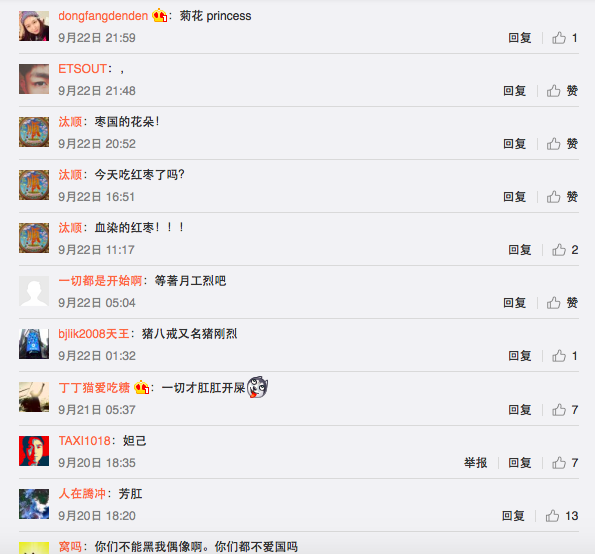 dongfangdenden：菊花 princess
9月22日 21:59 回复 1
ETSOUT：,
9月22日 21:48 回复 赞
汰顺：枣国的花朵！
9月22日 20:52 回复 赞
汰顺：今天吃红枣了吗？
9月22日 16:51 回复 赞
汰顺：血染的红枣！！！
9月22日 11:17 回复 2
一切都是开始啊：等著月工烈吧
9月22日 05:04 回复 赞
bjlik2008天王：猪八戒又名猪刚烈
9月22日 01:32 回复 1
丁丁猫爱吃糖：一切才肛肛开屎
9月21日 05:37 回复 7
TAXI1018：妲己
9月20日 18:35 举报 回复 7
人在腾冲：芳肛
9月20日 18:20 回复 13
窝吗：你们不能黑我偶像啊。你们都不爱国吗